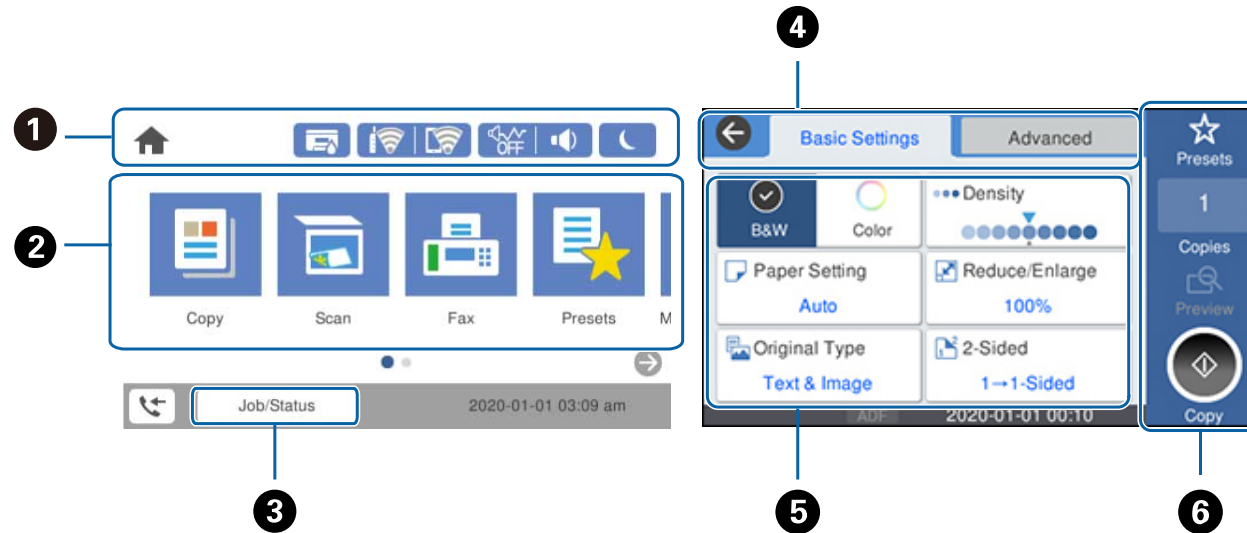 4
1
OFF
2
Copy
Scan
Fax
Presets
M
Job/Status
2020-01-01 03:09 am
3
Basic Settings
Advanced
B&W
Color
Density
Paper Setting
Auto
Reduce/Enlarge
100%
Original Type
Text & Image
2-Sided
1→1-Sided
ADF
2020-01-01 00:10
Presets
1
Copies
Preview
Copy
5
6